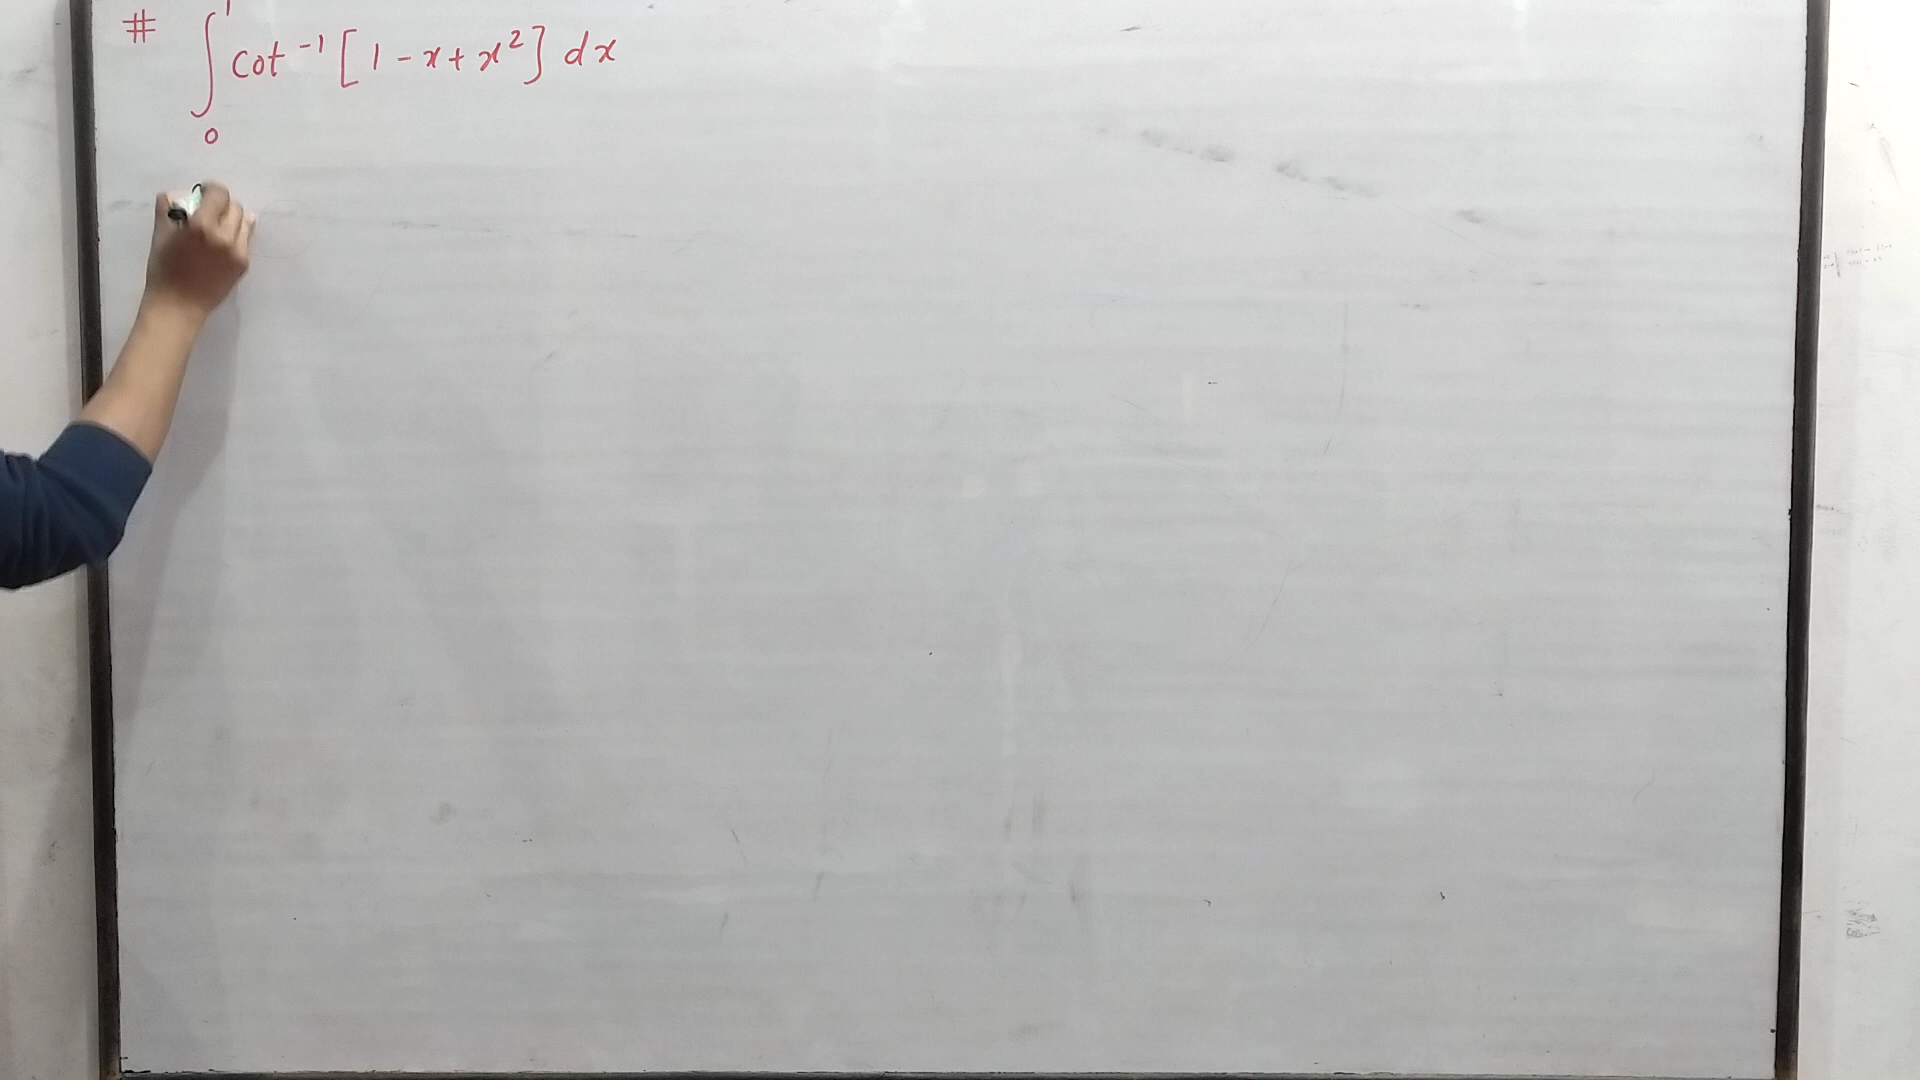 # ∫₀¹ cot⁻¹ [1 - x + x²] dx